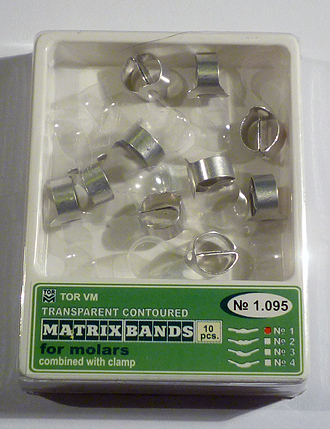 TOR
TOR VM
№ 1.095
TRANSPARENT CONTOURED
MATRIX BANDS 10 pcs.
for molars
combined with clamp
№ 1
№ 2
№ 3
№ 4